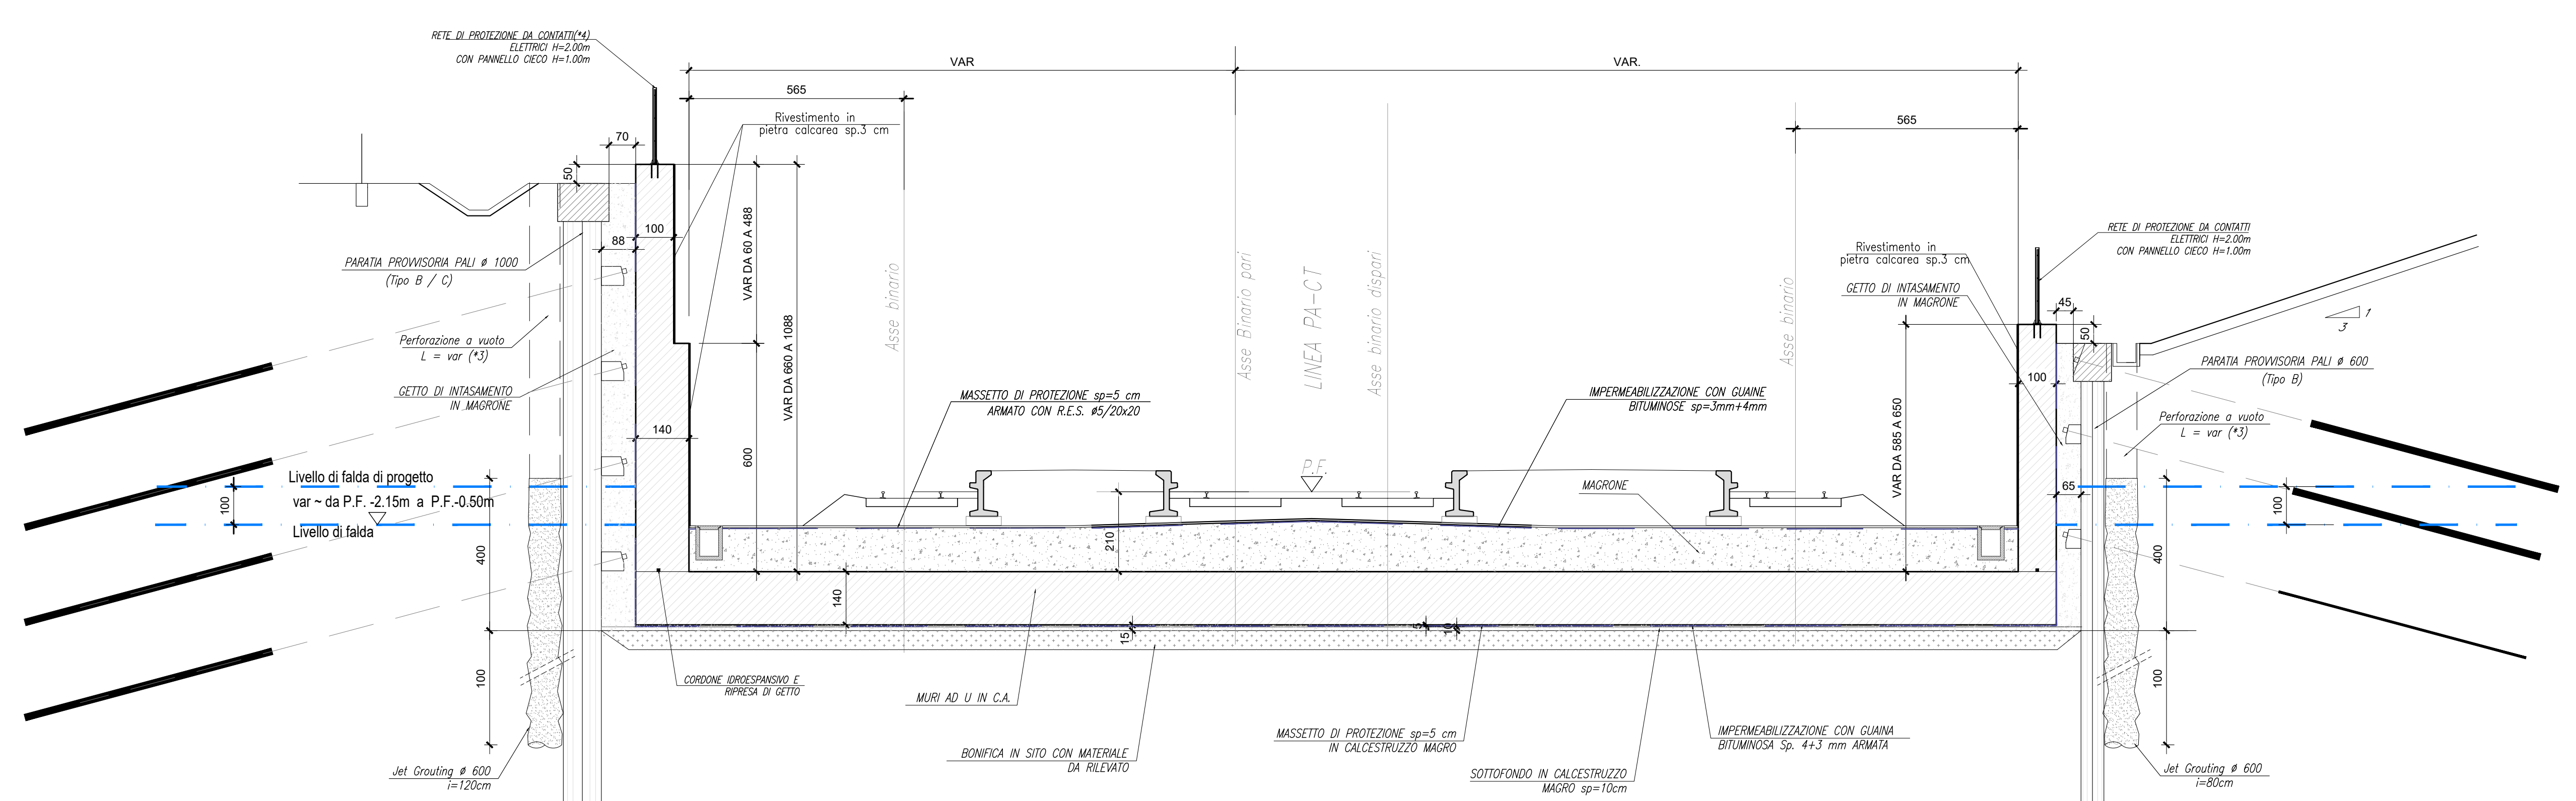 RETE DI PROTEZIONE DA CONTATTI(*4)
ELETTRICI H=2.00m
CON PANNELLO CIECO H=1.00m
VAR
VAR.
565
565
Rivestimento in
pietra calcarea sp.3 cm
70
50
100
88
VAR DA 60 A 488
VAR DA 660 A 1088
600
140
PARATIA PROVVISORIA PALI ø 1000
(Tipo B / C)
Perforazione a vuoto
L = var (*3)
GETTO DI INTASAMENTO
IN MAGRONE
Livello di falda di progetto
var ~ da P.F. -2.15m a P.F.-0.50m
Livello di falda
100
400
100
Jet Grouting ø 600
i=120cm
Asse binario
Asse Binario pari
LINEA PA-CT
Asse binario dispari
Asse binario
P.F.
MASSETTO DI PROTEZIONE sp=5 cm
ARMATO CON R.E.S. ø5/20x20
IMPERMEABILIZZAZIONE CON GUAINE
BITUMINOSE sp=3mm+4mm
MAGRONE
210
140
15
5
10
CORDONE IDROESPANSIVO E
RIPRESA DI GETTO
MURI AD U IN C.A.
BONIFICA IN SITO CON MATERIALE
DA RILEVATO
MASSETTO DI PROTEZIONE sp=5 cm
IN CALCESTRUZZO MAGRO
SOTTOFONDO IN CALCESTRUZZO
MAGRO sp=10cm
IMPERMEABILIZZAZIONE CON GUAINA
BITUMINOSA Sp. 4+3 mm ARMATA
Rivestimento in
pietra calcarea sp.3 cm
GETTO DI INTASAMENTO
IN MAGRONE
VAR DA 585 A 650
RETE DI PROTEZIONE DA CONTATTI
ELETTRICI H=2.00m
CON PANNELLO CIECO H=1.00m
45
50
100
65
1
3
PARATIA PROVVISORIA PALI ø 600
(Tipo B)
Perforazione a vuoto
L = var (*3)
100
400
100
Jet Grouting ø 600
i=80cm